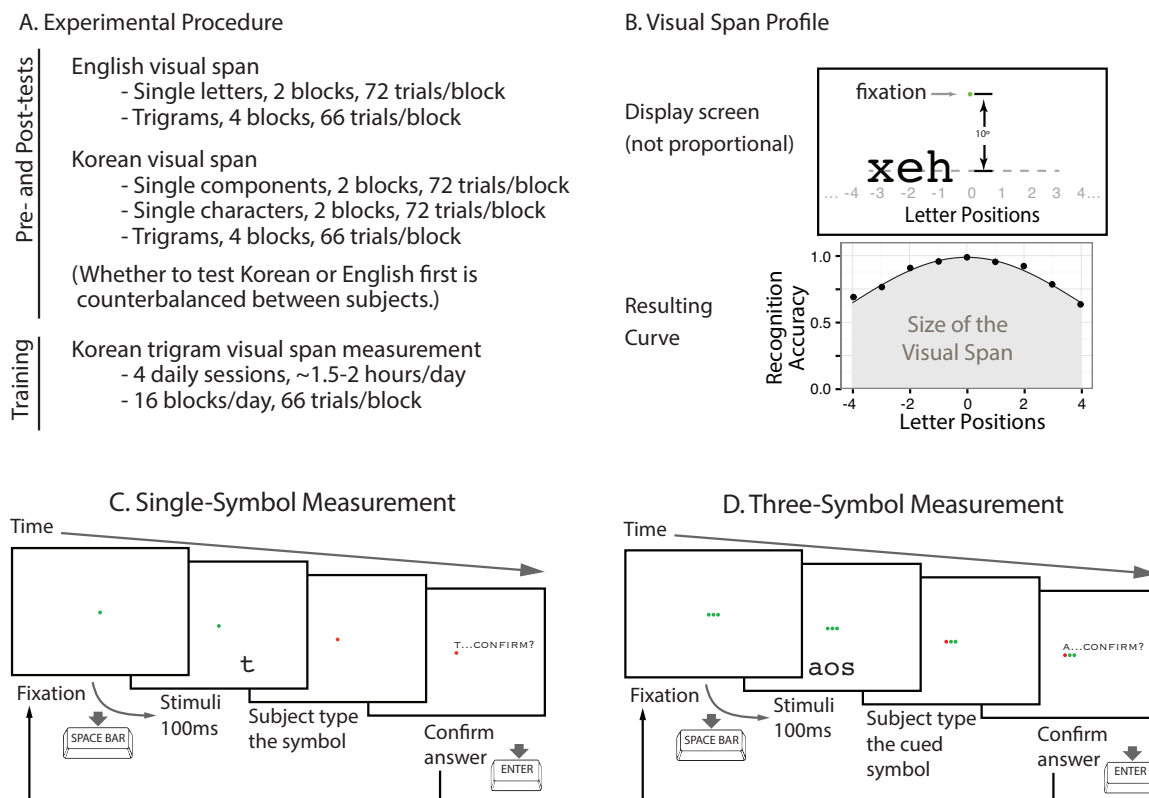 A. Experimental Procedure
Pre- and Post-tests
English visual span
- Single letters, 2 blocks, 72 trials/block
- Trigrams, 4 blocks, 66 trials/block
Korean visual span
- Single components, 2 blocks, 72 trials/block
- Single characters, 2 blocks, 72 trials/block
- Trigrams, 4 blocks, 66 trials/block
(Whether to test Korean or English first is
counterbalanced between subjects.)
Training
Korean trigram visual span measurement
- 4 daily sessions, ~1.5-2 hours/day
- 16 blocks/day, 66 trials/block
B. Visual Span Profile
Display screen
(not proportional)
fixation
10°
xeh
... -4 -3 -2 -1 0 1 2 3 4...
Letter Positions
Resulting
Curve
Recognition
Accuracy
1.0
0.5
0.0
Size of the
Visual Span
-4 -2 0 2 4
Letter Positions
C. Single-Symbol Measurement
Time
t
T...CONFIRM?
Fixation
SPACE BAR
Stimuli
100ms
Subject type
the symbol
Confirm
answer
ENTER
D. Three-Symbol Measurement
Time
aos
A...CONFIRM?
Fixation
SPACE BAR
Stimuli
100ms
Subject type
the cued
symbol
Confirm
answer
ENTER